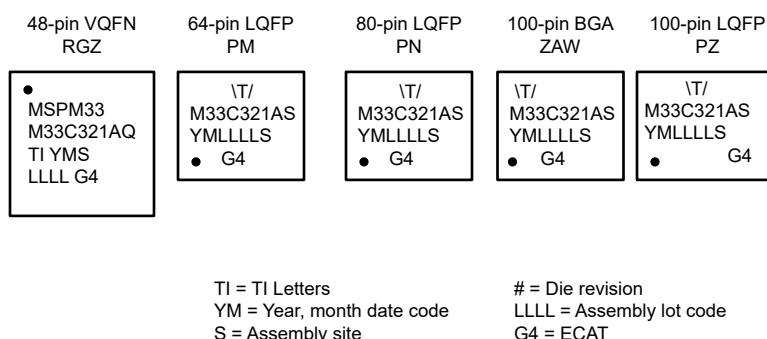 48-pin VQFN
RGZ
64-pin LQFP
PM
80-pin LQFP
PN
100-pin BGA
ZAW
100-pin LQFP
PZ
MSPM33
M33C321AQ
TI YMS
LLLL G4
\T/
M33C321AS
YMLLLLS
G4
\T/
M33C321AS
YMLLLLS
G4
\T/
M33C321AS
YMLLLLS
G4
\T/
M33C321AS
YMLLLLS
G4
TI = TI Letters
YM = Year, month date code
S = Assembly site
# = Die revision
LLLL = Assembly lot code
G4 = ECAT